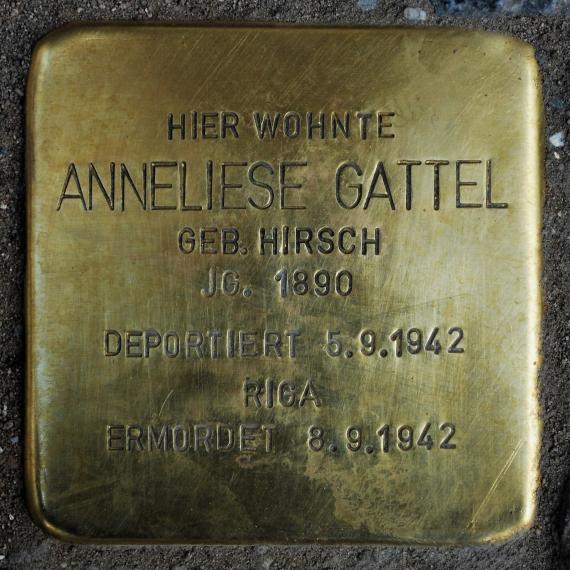 HIER WOHNTE
ANNELIESE GATTEL
GEB. HIRSCH
JG. 1890
DEPORTIERT 5.9.1942
RIGA
ERMORDET 8.9.1942